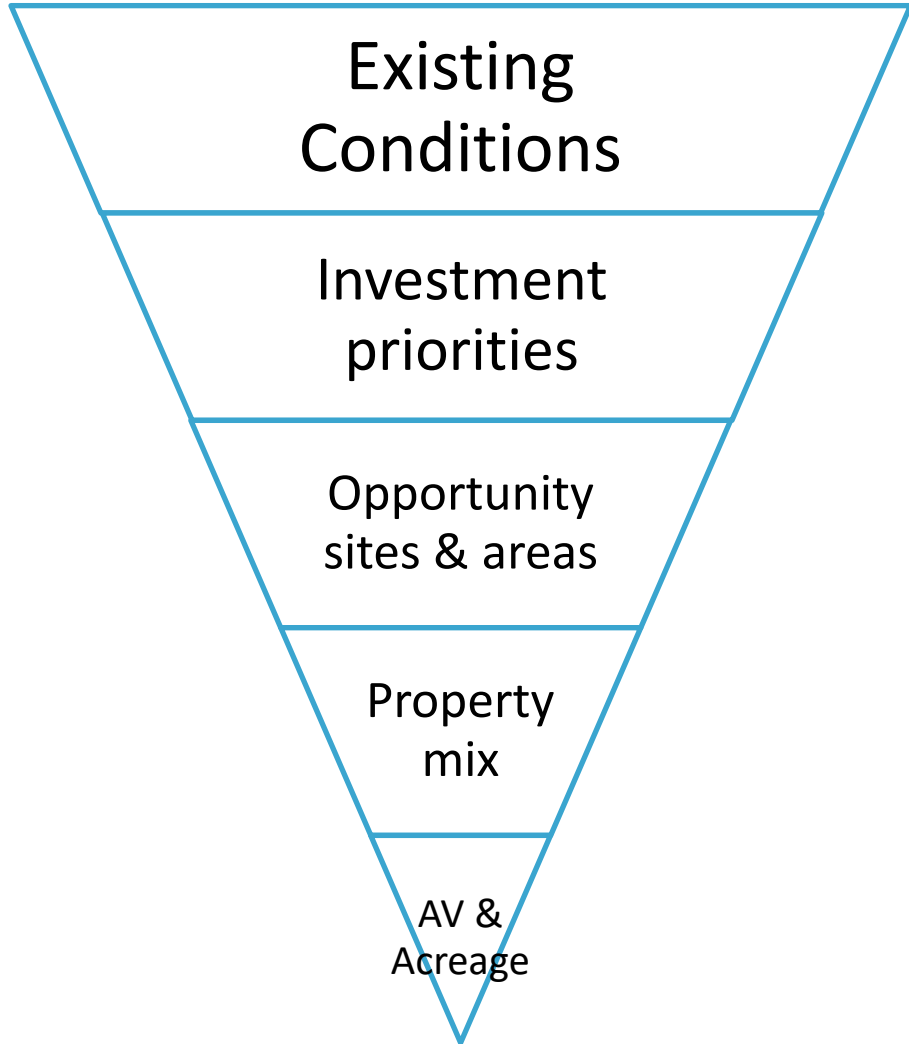 Existing
Conditions
Investment
priorities
Opportunity
sites & areas
Property
mix
AV &
Acreage